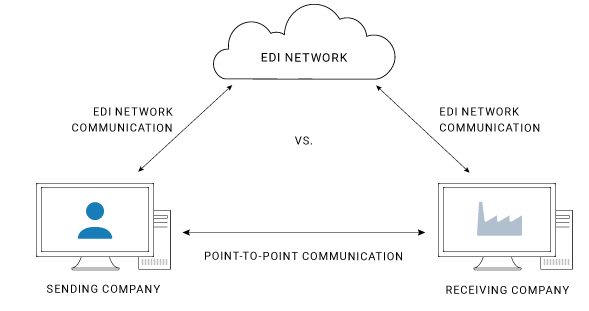 EDI NETWORK
EDI NETWORK
COMMUNICATION
EDI NETWORK
COMMUNICATION
VS.
POINT-TO-POINT COMMUNICATION
SENDING COMPANY
RECEIVING COMPANY